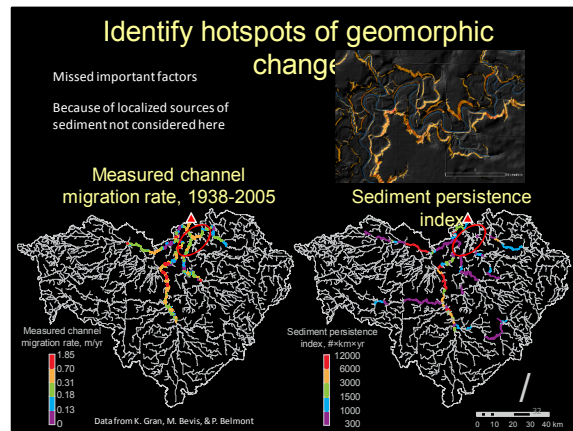 Identify hotspots of geomorphic
change
Missed important factors
Because of localized sources of
sediment not considered here
Measured channel
migration rate, 1938-2005
Sediment persistence
index
Measured channel
migration rate, m/yr
1.85
0.70
0.31
0.18
0.13
0
Data from K. Gran, M. Bevis, & P. Belmont
Sediment persistence
index, #×km×yr
12000
6000
3000
1500
1000
300
32
0 10 20 30 40 km